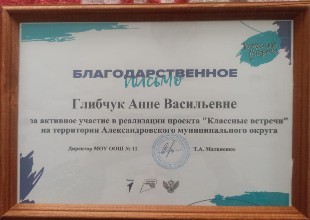 БЛАГОДАРСТВЕННОЕ
письмо
Глибчук Анне Васильевне
за активное участие в реализации проекта "Классные встречи"
на территории Александровского муниципального округа
Директор МОУ ООШ № 11
Т.А. Малиненко